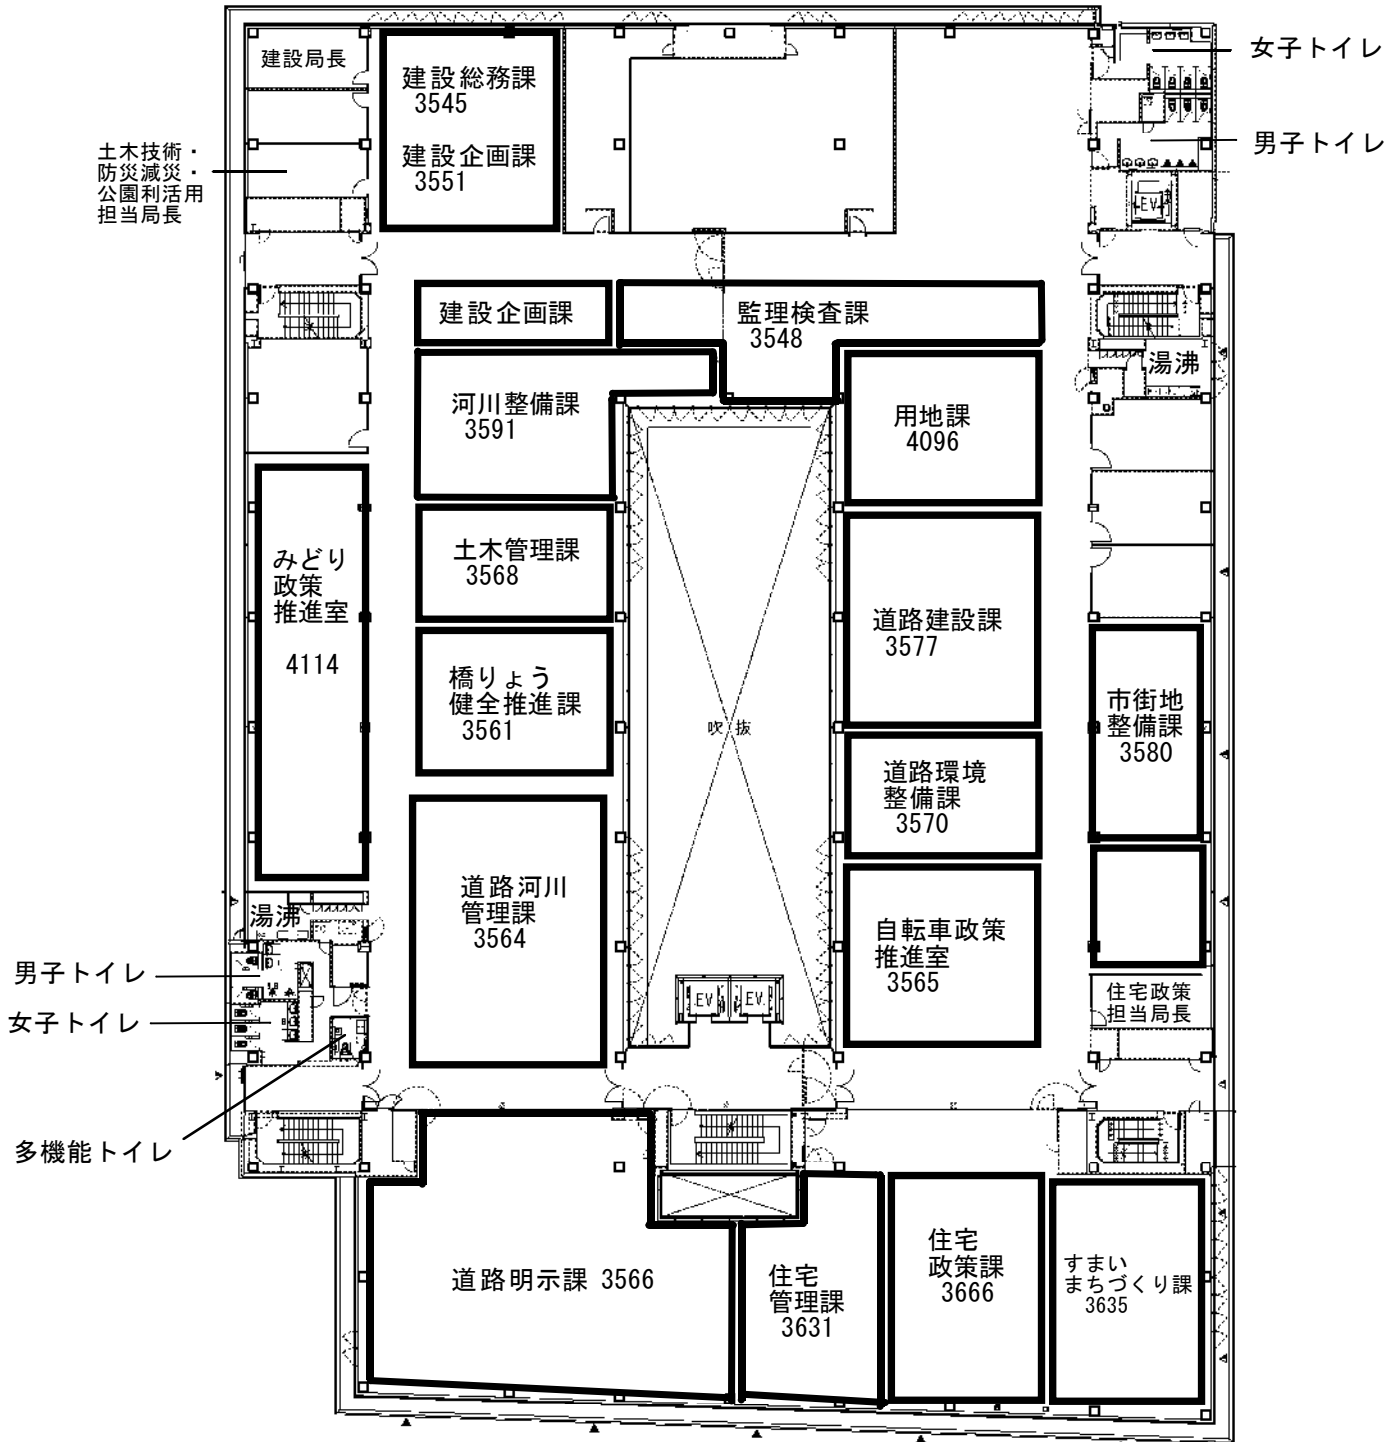 女子トイレ
建設局長
建設総務課
3545
建設企画課
3551
男子トイレ
土木技術・
防災減災・
公園利活用
担当局長
EV
建設企画課
監理検査課
3548
湯沸
河川整備課
3591
用地課
4096
土木管理課
3568
みどり
政策
推進室
4114
道路建設課
3577
橋りょう
健全推進課
3561
市街地
整備課
3580
吹抜
道路環境
整備課
3570
道路河川
管理課
3564
湯沸
自転車政策
推進室
3565
男子トイレ
女子トイレ
EV
EV
住宅政策
担当局長
多機能トイレ
道路明示課 3566
住宅
管理課
3631
住宅
政策課
3666
すまい
まちづくり課
3635